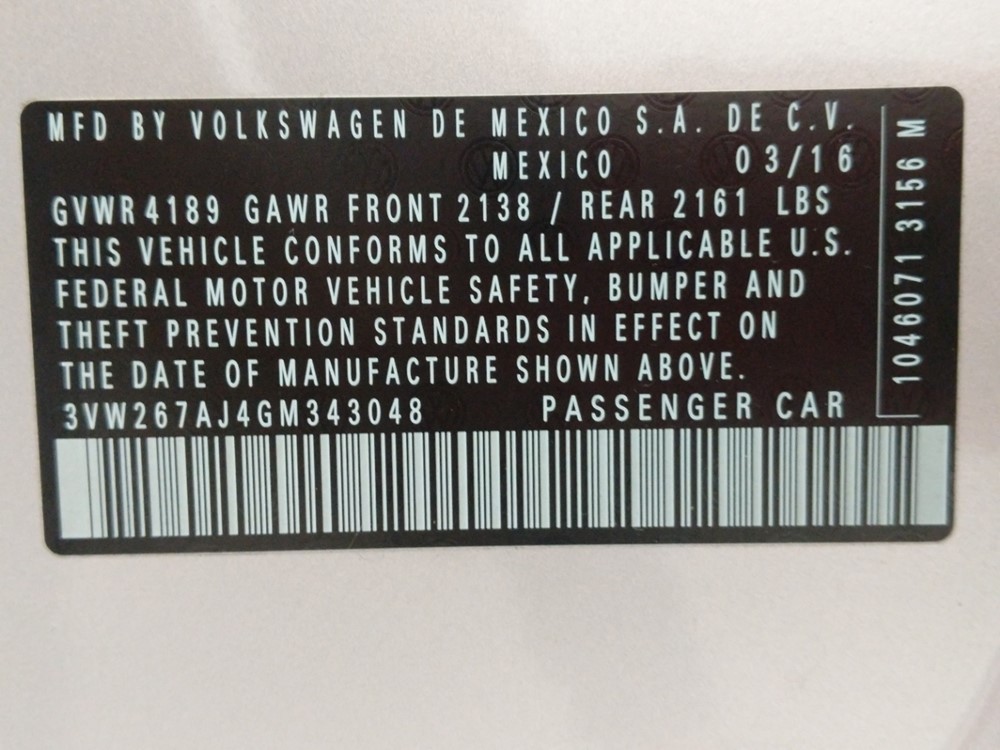 MFD BY VOLKSWAGEN DE MEXICO S.A. DE C.V.
MEXICO 03/16
GVWR 4189 GAWR FRONT 2138 / REAR 2161 LBS
THIS VEHICLE CONFORMS TO ALL APPLICABLE U.S.
FEDERAL MOTOR VEHICLE SAFETY, BUMPER AND
THEFT PREVENTION STANDARDS IN EFFECT ON
THE DATE OF MANUFACTURE SHOWN ABOVE.
3VW267AJ4GM343048 PASSENGER CAR
1046071 3156 M